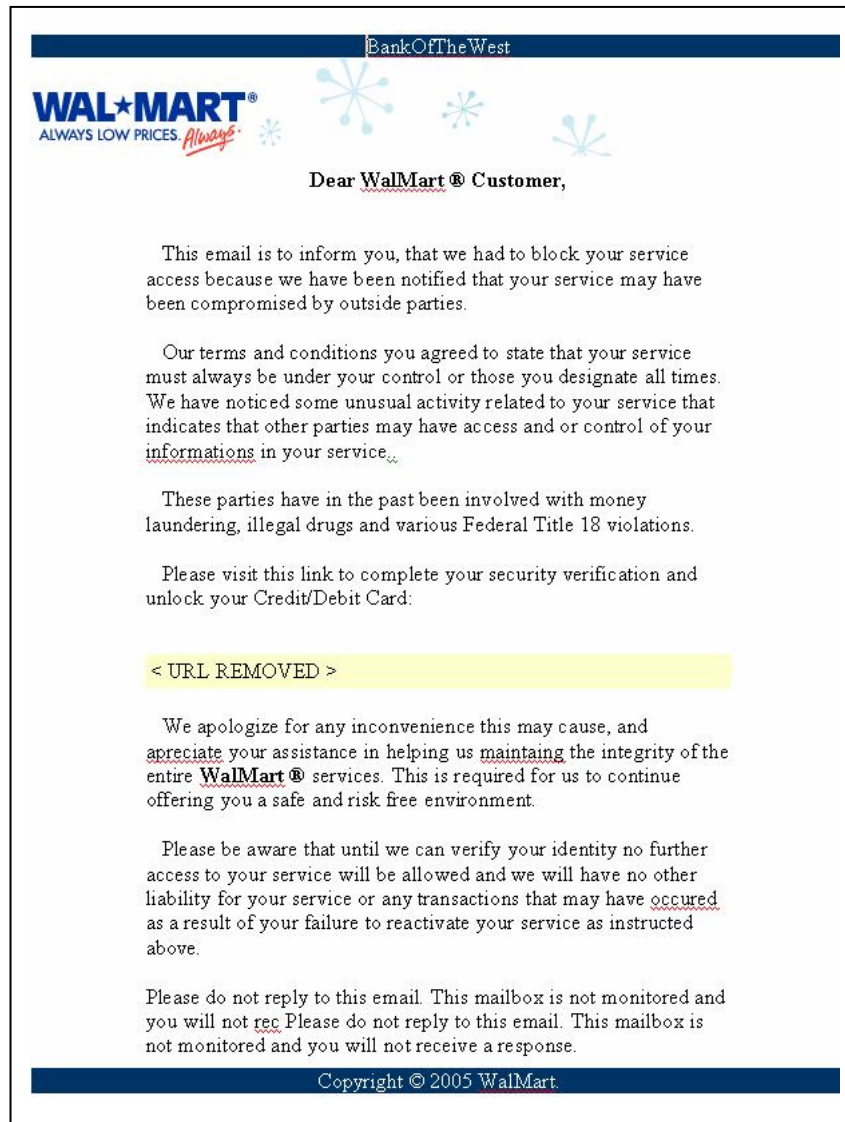 BankOfTheWest
WAL★MART®
ALWAYS LOW PRICES. Always.
Dear WalMart ® Customer,
This email is to inform you, that we had to block your service
access because we have been notified that your service may have
been compromised by outside parties.
Our terms and conditions you agreed to state that your service
must always be under your control or those you designate all times.
We have noticed some unusual activity related to your service that
indicates that other parties may have access and or control of your
informations in your service..
These parties have in the past been involved with money
laundering, illegal drugs and various Federal Title 18 violations.
Please visit this link to complete your security verification and
unlock your Credit/Debit Card:
< URL REMOVED >
We apologize for any inconvenience this may cause, and
apreciate your assistance in helping us maintaing the integrity of the
entire WalMart ® services. This is required for us to continue
offering you a safe and risk free environment.
Please be aware that until we can verify your identity no further
access to your service will be allowed and we will have no other
liability for your service or any transactions that may have occured
as a result of your failure to reactivate your service as instructed
above.
Please do not reply to this email. This mailbox is not monitored and
you will not rec Please do not reply to this email. This mailbox is
not monitored and you will not receive a response.
Copyright © 2005 WalMart.